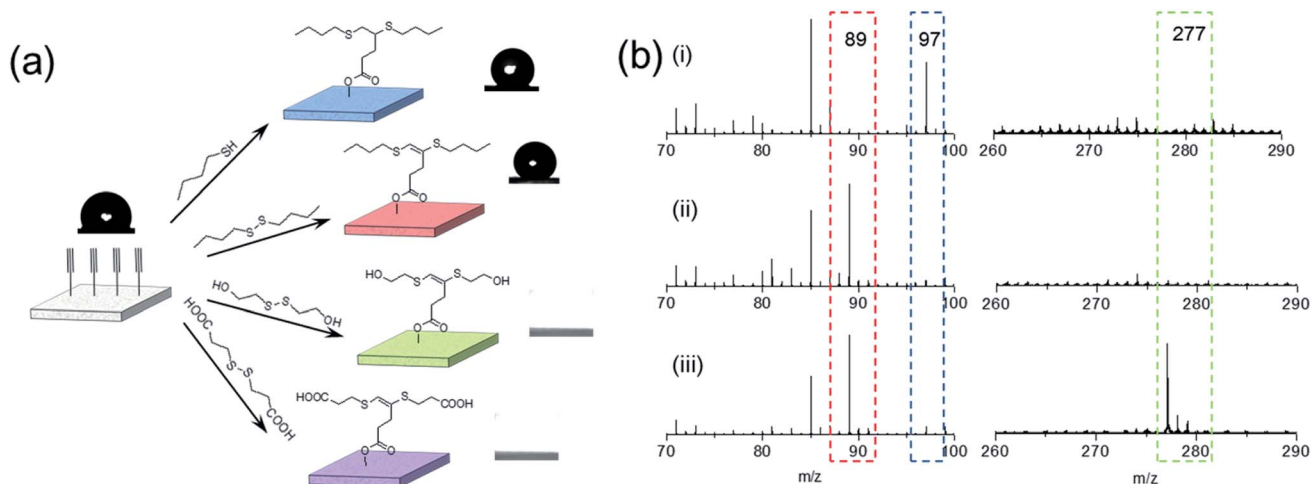 (a)
S S
O O
SH
S S
S-S
O O
HO S S OH
HO
S-S
OH
HOOC
O O
S-S
COOH
HOOC S S COOH
O O
(b)
(i)
89 97 277
70 80 90 100 260 270 280 290
(ii)
70 80 90 100 260 270 280 290
(iii)
70 80 90 100 260 270 280 290
m/z m/z